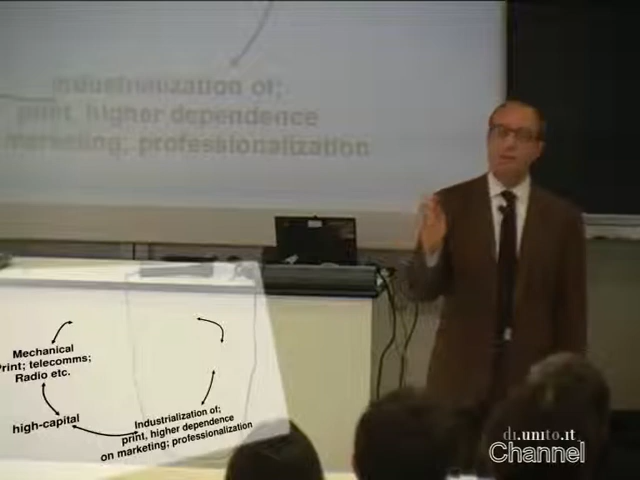 Industrialization of;
print, higher dependence
marketing; professionalization
Mechanical
Print; telecomms;
Radio etc.
high-capital
Industrialization of;
print, higher dependence
on marketing; professionalization
di.unito.it
Channel